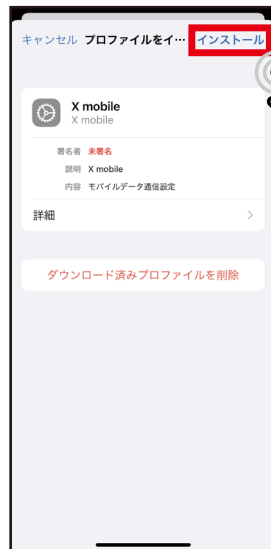 キャンセル プロファイルをイ… インストール
X mobile
X mobile
署名者 未署名
説明 X mobile
内容 モバイルデータ通信設定
詳細
ダウンロード済みプロファイルを削除